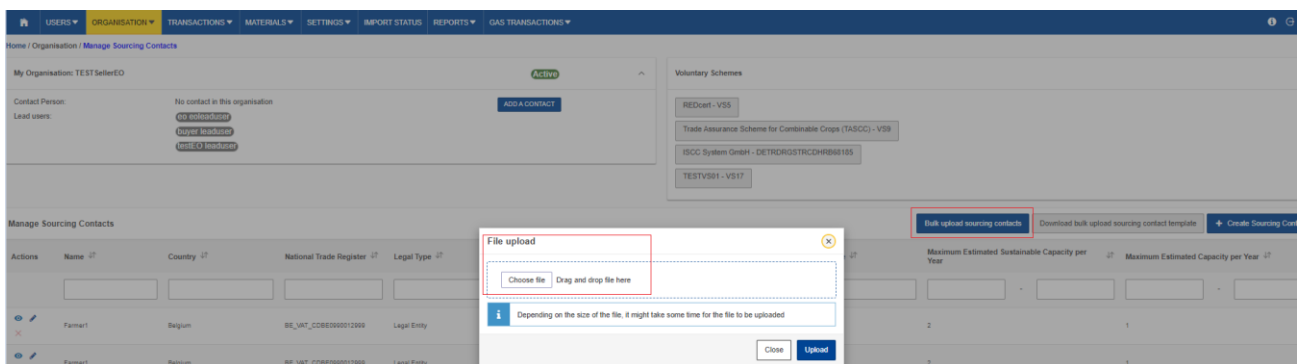 USERS ORGANISATION TRANSACTIONS MATERIALS SETTINGS IMPORT STATUS REPORTS GAS TRANSACTIONS
Home / Organisation / Manage Sourcing Contacts
My Organisation: TESTSellerEO Active
Voluntary Schemes
Contact Person: No contact in this organisation ADD A CONTACT
Lead users: eo eoleaduser
buyer leaduser
testEO leaduser
REDcert - VS5
Trade Assurance Scheme for Combinable Crops (TASCC) - VS9
ISCC System GmbH - DETRDRGSTRCDHRB68185
TESTVS01 - VS17
Manage Sourcing Contacts
Bulk upload sourcing contacts Download bulk upload sourcing contact template + Create Sourcing Cont
File upload
Actions Name Country National Trade Register Legal Type Maximum Estimated Sustainable Capacity per Year Maximum Estimated Capacity per Year
Choose file Drag and drop file here
- -
Depending on the size of the file, it might take some time for the file to be uploaded
Farmer1 Belgium BE_VAT_CDBE0990012999 Legal Entity 2 1
Close Upload
Farmer1 Belgium BE_VAT_CDBE0990012999 Legal Entity